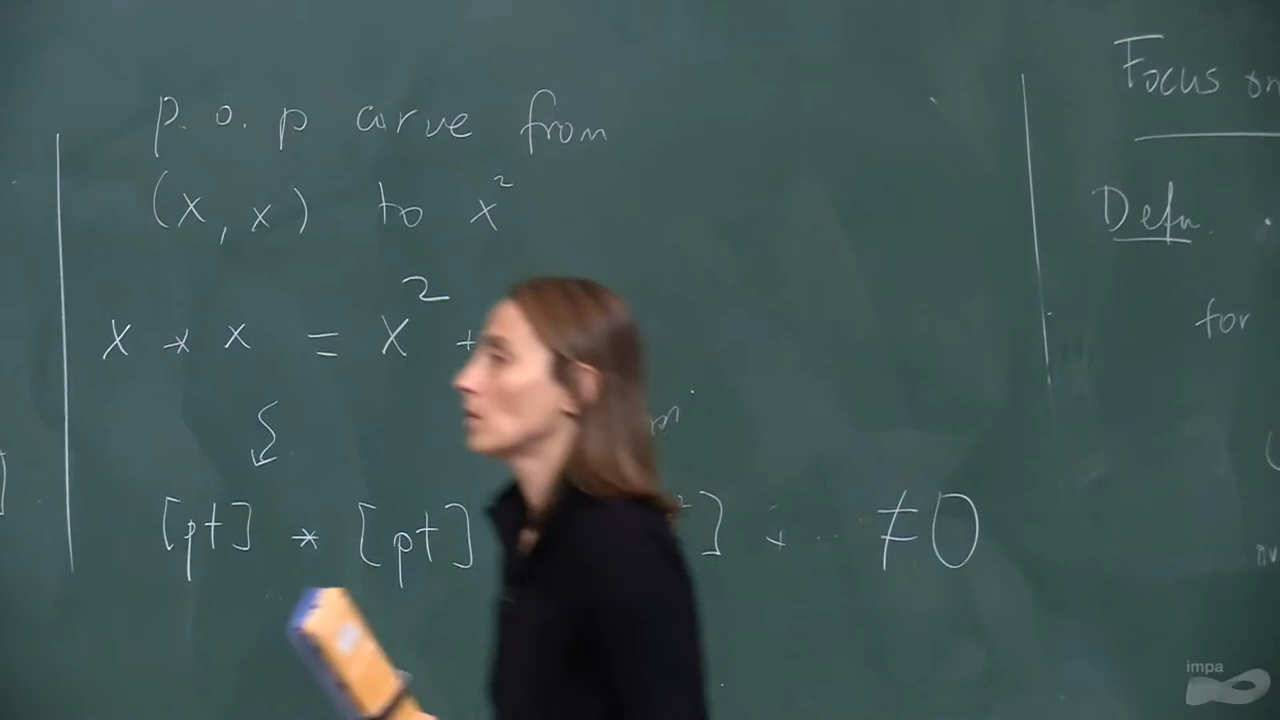 p. o. p curve from
(x, x) to x²
x * x = x² +
[pt] * [pt] ] + ... ≠0
Focus on
Defn.
for
impa